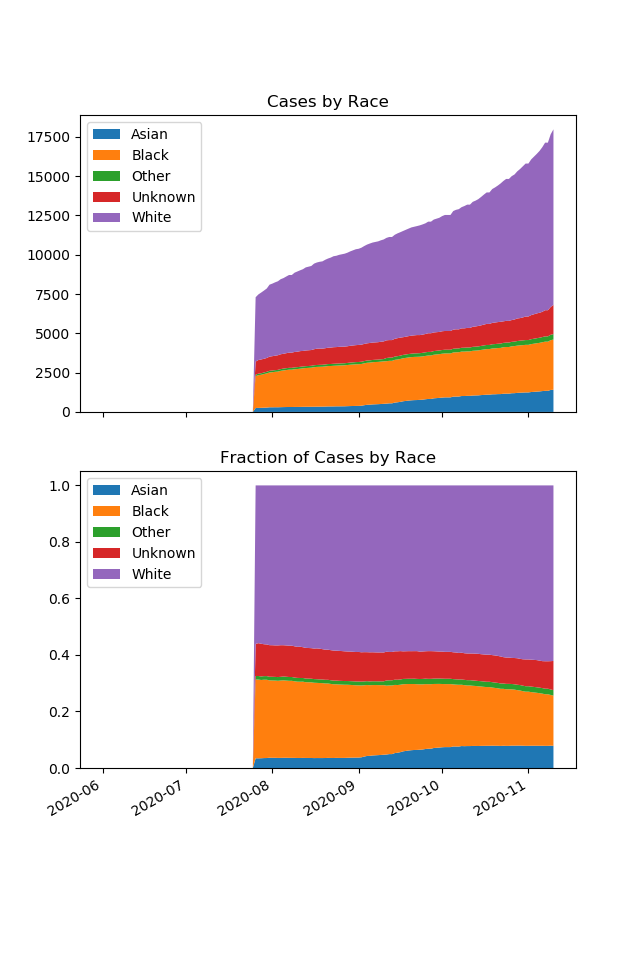 Cases by Race
Asian
Black
Other
Unknown
White
17500
15000
12500
10000
7500
5000
2500
0
Fraction of Cases by Race
Asian
Black
Other
Unknown
White
1.0
0.8
0.6
0.4
0.2
0.0
2020-06
2020-07
2020-08
2020-09
2020-10
2020-11